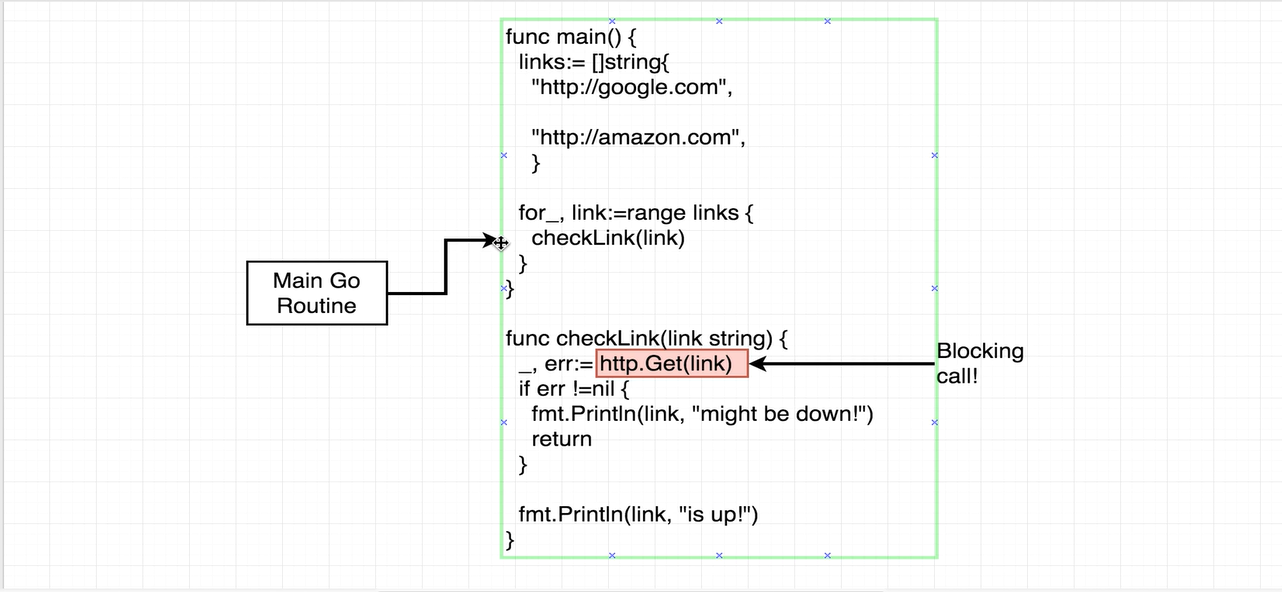 func main() {
links:= []string{
"http://google.com",
"http://amazon.com",
}
for_, link:=range links {
checkLink(link)
}
}
Main Go
Routine
func checkLink(link string) {
_, err:= http.Get(link)
if err !=nil {
fmt.Println(link, "might be down!")
return
}
fmt.Println(link, "is up!")
}
Blocking
call!